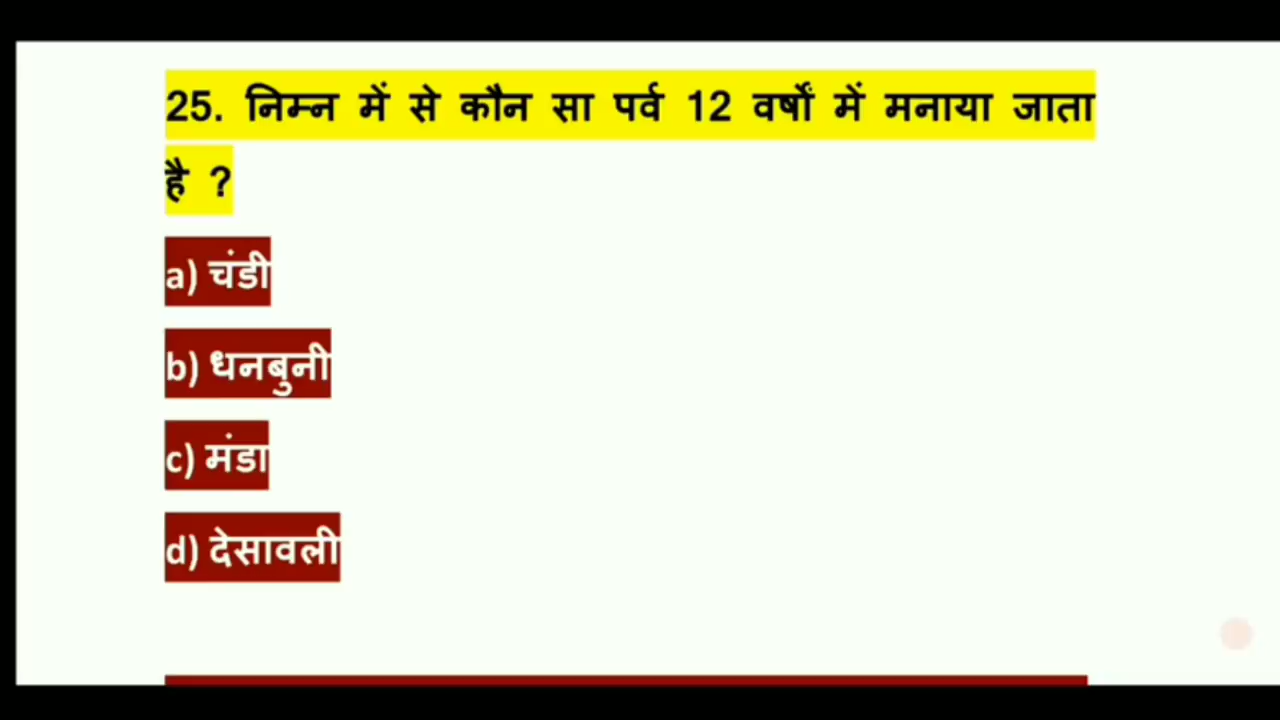 25. निम्न में से कौन सा पर्व 12 वर्षों में मनाया जाता
है ?
a) चंडी
b) धनबुनी
c) मंडा
d) देसावली